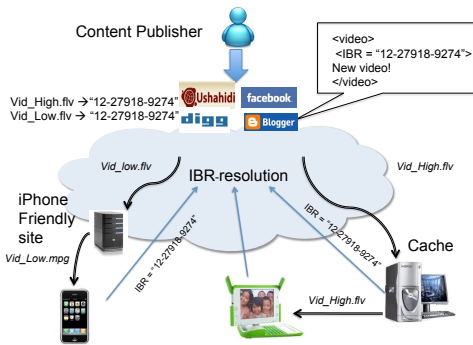 Content Publisher
<video>
<IBR = "12-27918-9274">
New video!
</video>
Ushahidi
facebook
digg
Blogger
Vid_High.flv → "12-27918-9274"
Vid_Low.flv → "12-27918-9274"
Vid_low.flv
Vid_High.flv
IBR-resolution
iPhone
Friendly
site
Vid_Low.mpg
IBR = "12-27918-9274"
IBR = "12-27918-9274"
Cache
Vid_High.flv